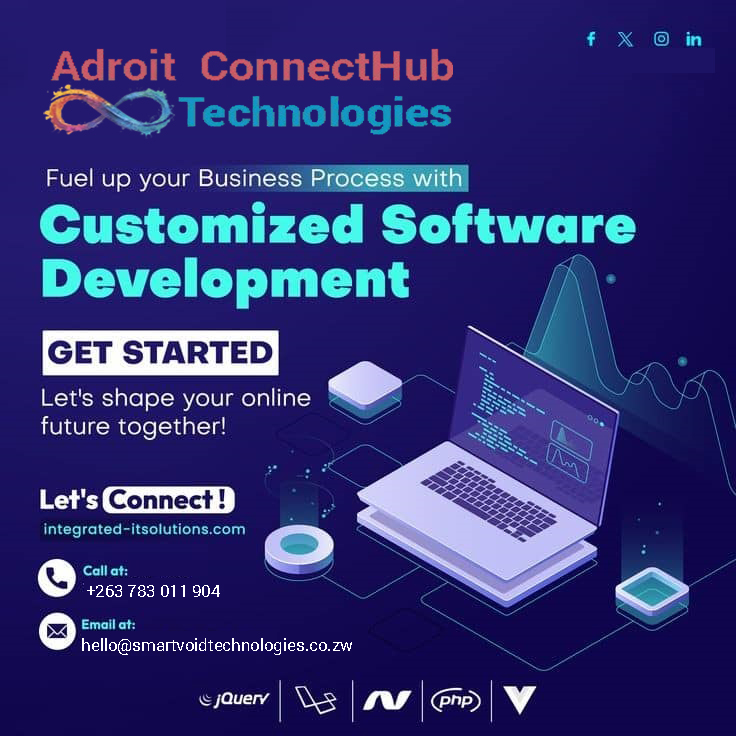 Adroit ConnectHub
Technologies
Fuel up your Business Process with
Customized Software
Development
GET STARTED
Let's shape your online
future together!
Let's Connect!
integrated-itsolutions.com
Call at:
+263 783 011 904
Email at:
hello@smartvoidtechnologies.co.zw
jQuery php